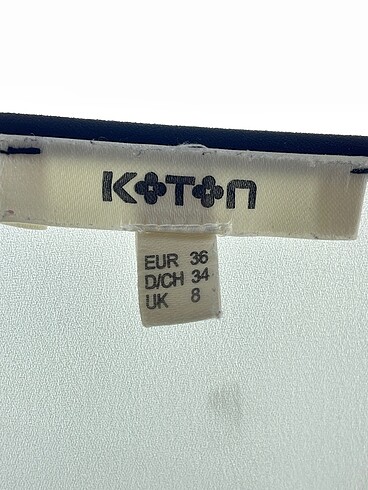 KOTON
EUR 36
D/CH 34
UK 8